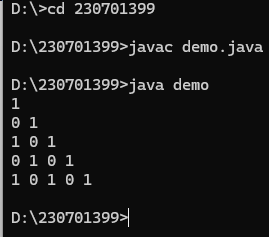 D:\>cd 230701399
D:\230701399>javac demo.java
D:\230701399>java demo
1
0 1
1 0 1
0 1 0 1
1 0 1 0 1
D:\230701399>